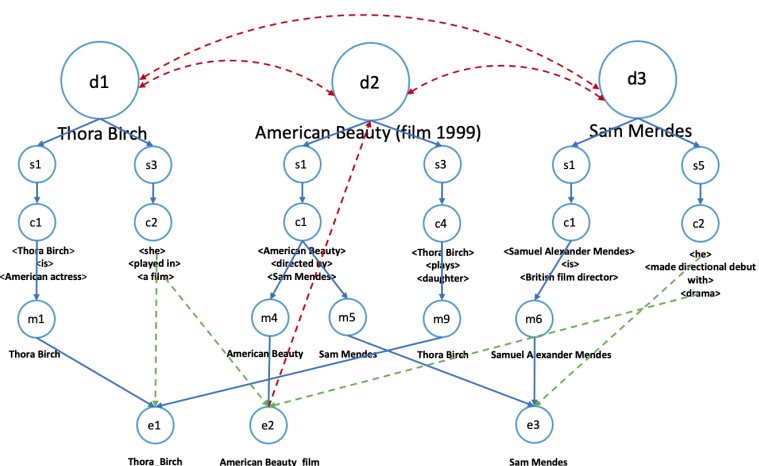 d1
d2
d3
Thora Birch
American Beauty (film 1999)
Sam Mendes
s1
s3
s1
s3
s1
s5
c1
c2
c1
c4
c1
c2
<Thora Birch>
<is>
<American actress>
<she>
<played in>
<a film>
<American Beauty>
<directed by>
<Sam Mendes>
<Thora Birch>
<plays>
<daughter>
<Samuel Alexander Mendes>
<is>
<British film director>
<he>
<made directional debut
with>
<drama>
m1
m4
m5
m9
m6
Thora Birch
American Beauty
Sam Mendes
Thora Birch
Samuel Alexander Mendes
e1
e2
e3
Thora_Birch
American Beauty_film
Sam Mendes